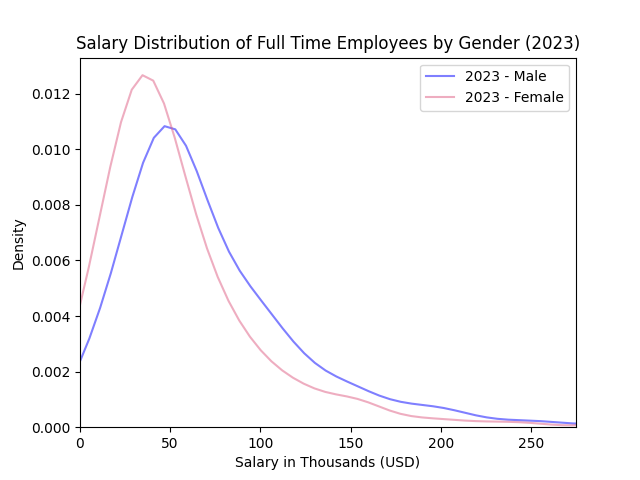 Salary Distribution of Full Time Employees by Gender (2023)
2023 - Male
2023 - Female
0.012
0.010
0.008
0.006
0.004
0.002
0.000
Density
0 50 100 150 200 250
Salary in Thousands (USD)